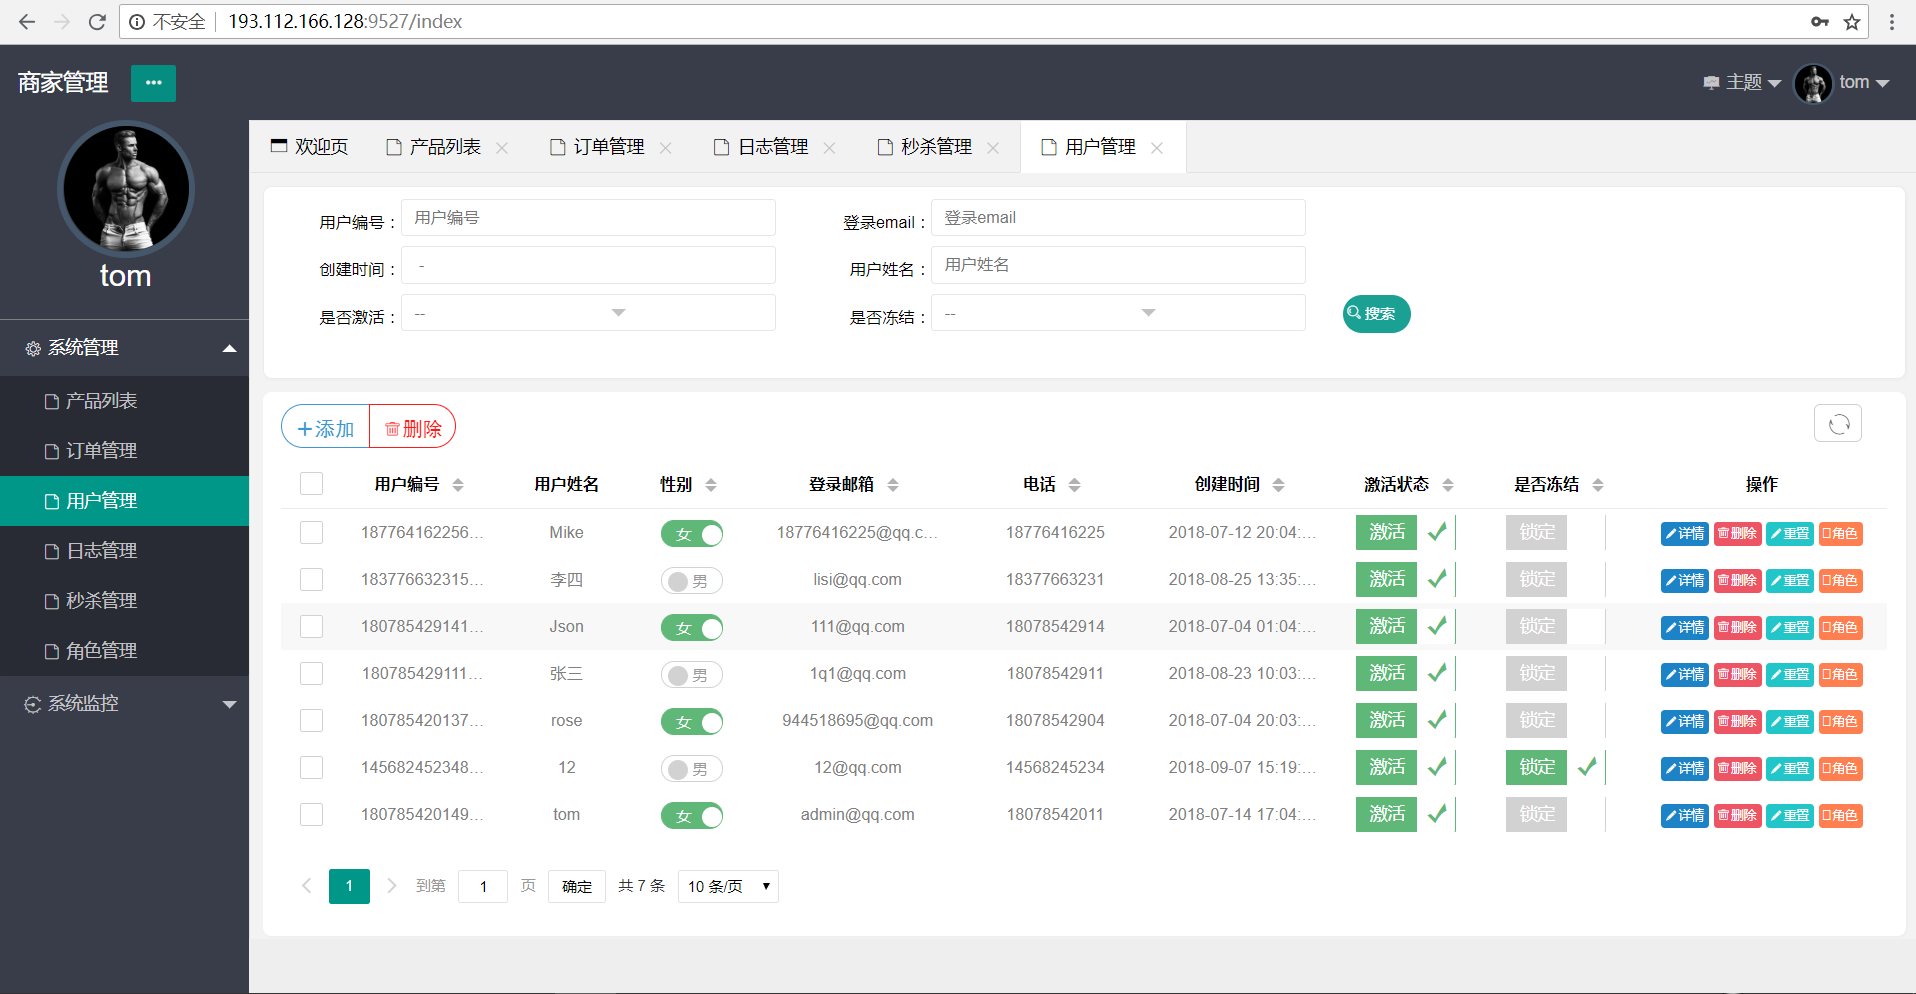 不安全 193.112.166.128:9527/index
商家管理 ••• 主题 tom
tom
系统管理
产品列表
订单管理
用户管理
日志管理
秒杀管理
角色管理
系统监控
欢迎页 产品列表 订单管理 日志管理 秒杀管理 用户管理
用户编号： 用户编号 登录email： 登录email
创建时间： - 用户姓名： 用户姓名
是否激活： -- 是否冻结： -- 搜索
添加 删除
用户编号 用户姓名 性别 登录邮箱 电话 创建时间 激活状态 是否冻结 操作
187764162256... Mike 女 18776416225@qq.c... 18776416225 2018-07-12 20:04:... 激活 锁定 详情 删除 重置 角色
183776632315... 李四 男 lisi@qq.com 18377663231 2018-08-25 13:35:... 激活 锁定 详情 删除 重置 角色
180785429141... Json 女 111@qq.com 18078542914 2018-07-04 01:04:... 激活 锁定 详情 删除 重置 角色
180785429111... 张三 男 1q1@qq.com 18078542911 2018-08-23 10:03:... 激活 锁定 详情 删除 重置 角色
180785420137... rose 女 944518695@qq.com 18078542904 2018-07-04 20:03:... 激活 锁定 详情 删除 重置 角色
145682452348... 12 男 12@qq.com 14568245234 2018-09-07 15:19:... 激活 锁定 详情 删除 重置 角色
180785420149... tom 女 admin@qq.com 18078542011 2018-07-14 17:04:... 激活 锁定 详情 删除 重置 角色
1 到第 1 页 确定 共 7 条 10 条/页